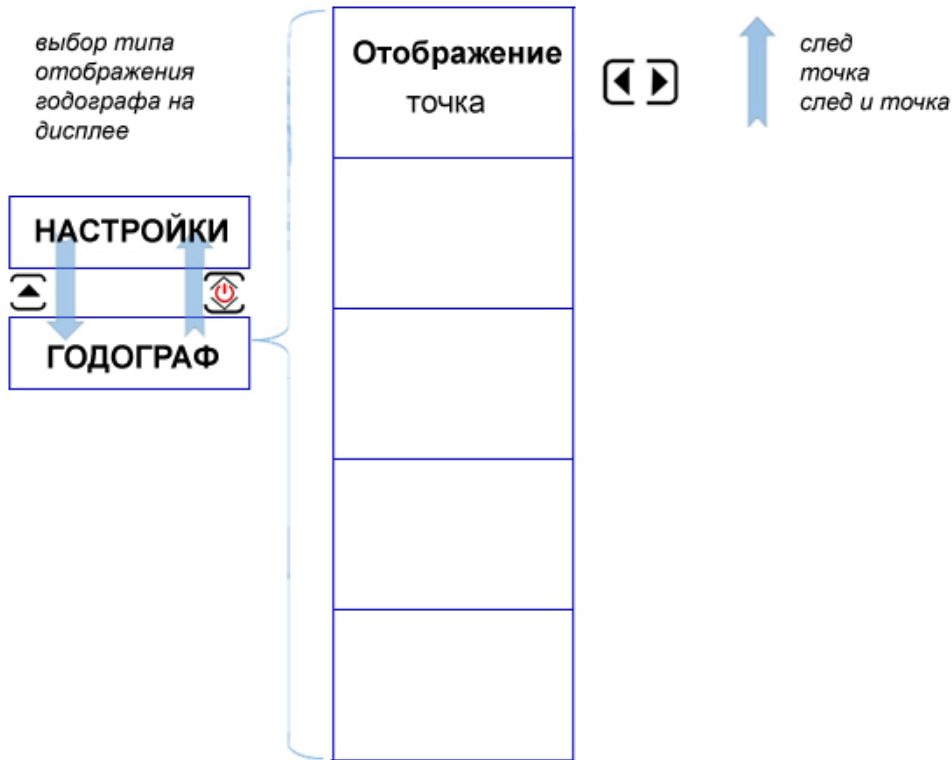 выбор типа
отображения
годографа на
дисплее
Отображение
точка
след
точка
след и точка
НАСТРОЙКИ
ГОДОГРАФ